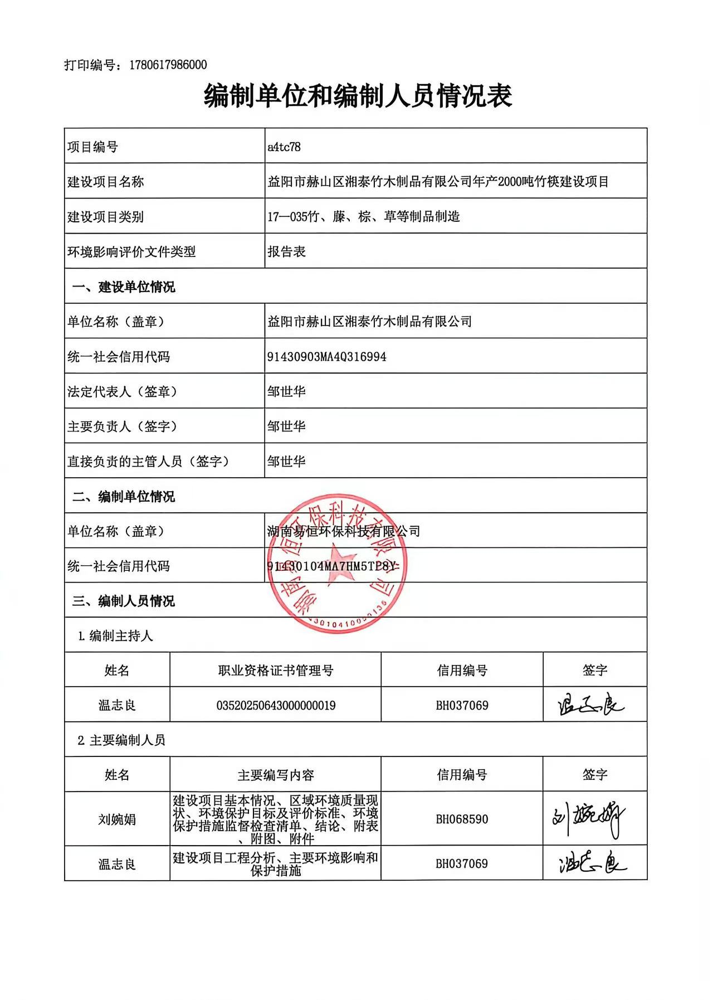 打印编号：1780617986000
编制单位和编制人员情况表
项目编号 a4tc78
建设项目名称 益阳市赫山区湘泰竹木制品有限公司年产2000吨竹筷建设项目
建设项目类别 17—035竹、藤、棕、草等制品制造
环境影响评价文件类型 报告表
一、建设单位情况
单位名称（盖章） 益阳市赫山区湘泰竹木制品有限公司
统一社会信用代码 91430903MA4Q316994
法定代表人（签章） 邹世华
主要负责人（签字） 邹世华
直接负责的主管人员（签字） 邹世华
二、编制单位情况
单位名称（盖章） 湖南易恒环保科技有限公司
统一社会信用代码 91430104MA7HM5TP8Y
湖南易恒环保科技有限公司
三、编制人员情况
1. 编制主持人
姓名 职业资格证书管理号 信用编号 签字
温志良 03520250643000000019 BH037069 温志良
2. 主要编制人员
姓名 主要编写内容 信用编号 签字
建设项目基本情况、区域环境质量现
状、环境保护目标及评价标准、环境
刘婉娟 BH068590 刘婉娟
保护措施监督检查清单、结论、附表
、附图、附件
建设项目工程分析、主要环境影响和
温志良 BH037069 温志良
保护措施